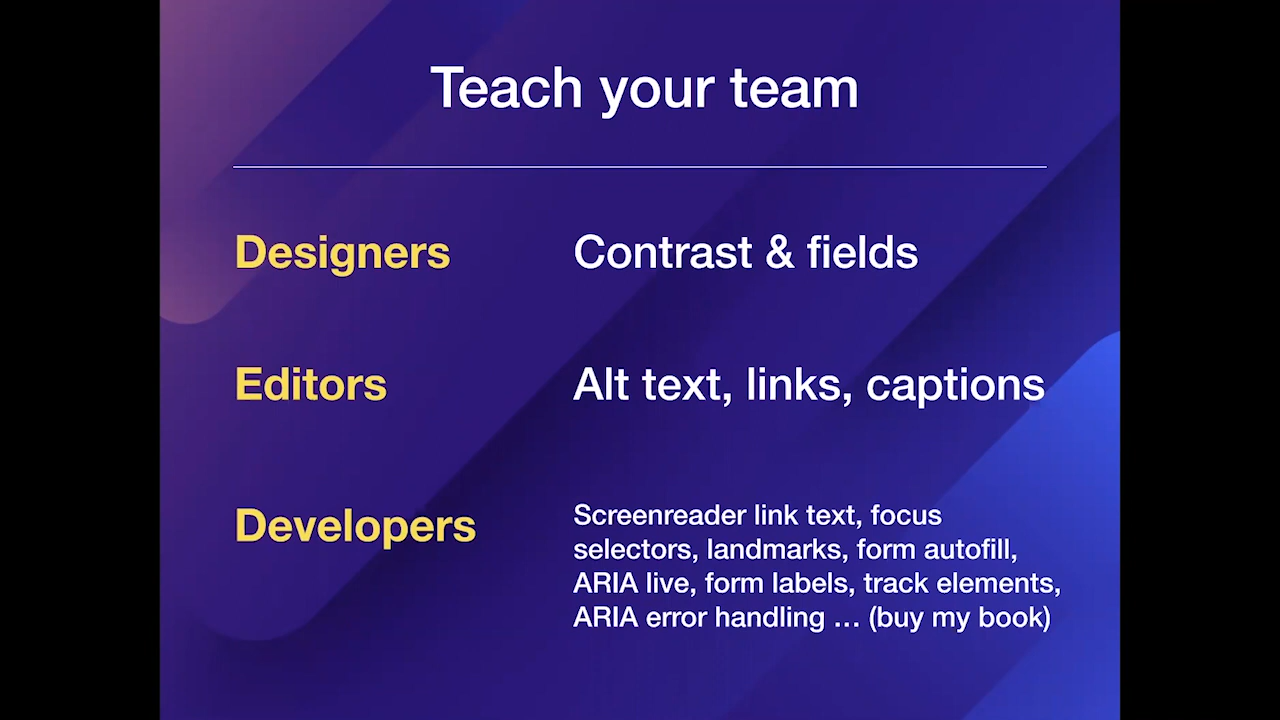 Teach your team
Designers
Contrast & fields
Editors
Alt text, links, captions
Developers
Screenreader link text, focus
selectors, landmarks, form autofill,
ARIA live, form labels, track elements,
ARIA error handling … (buy my book)